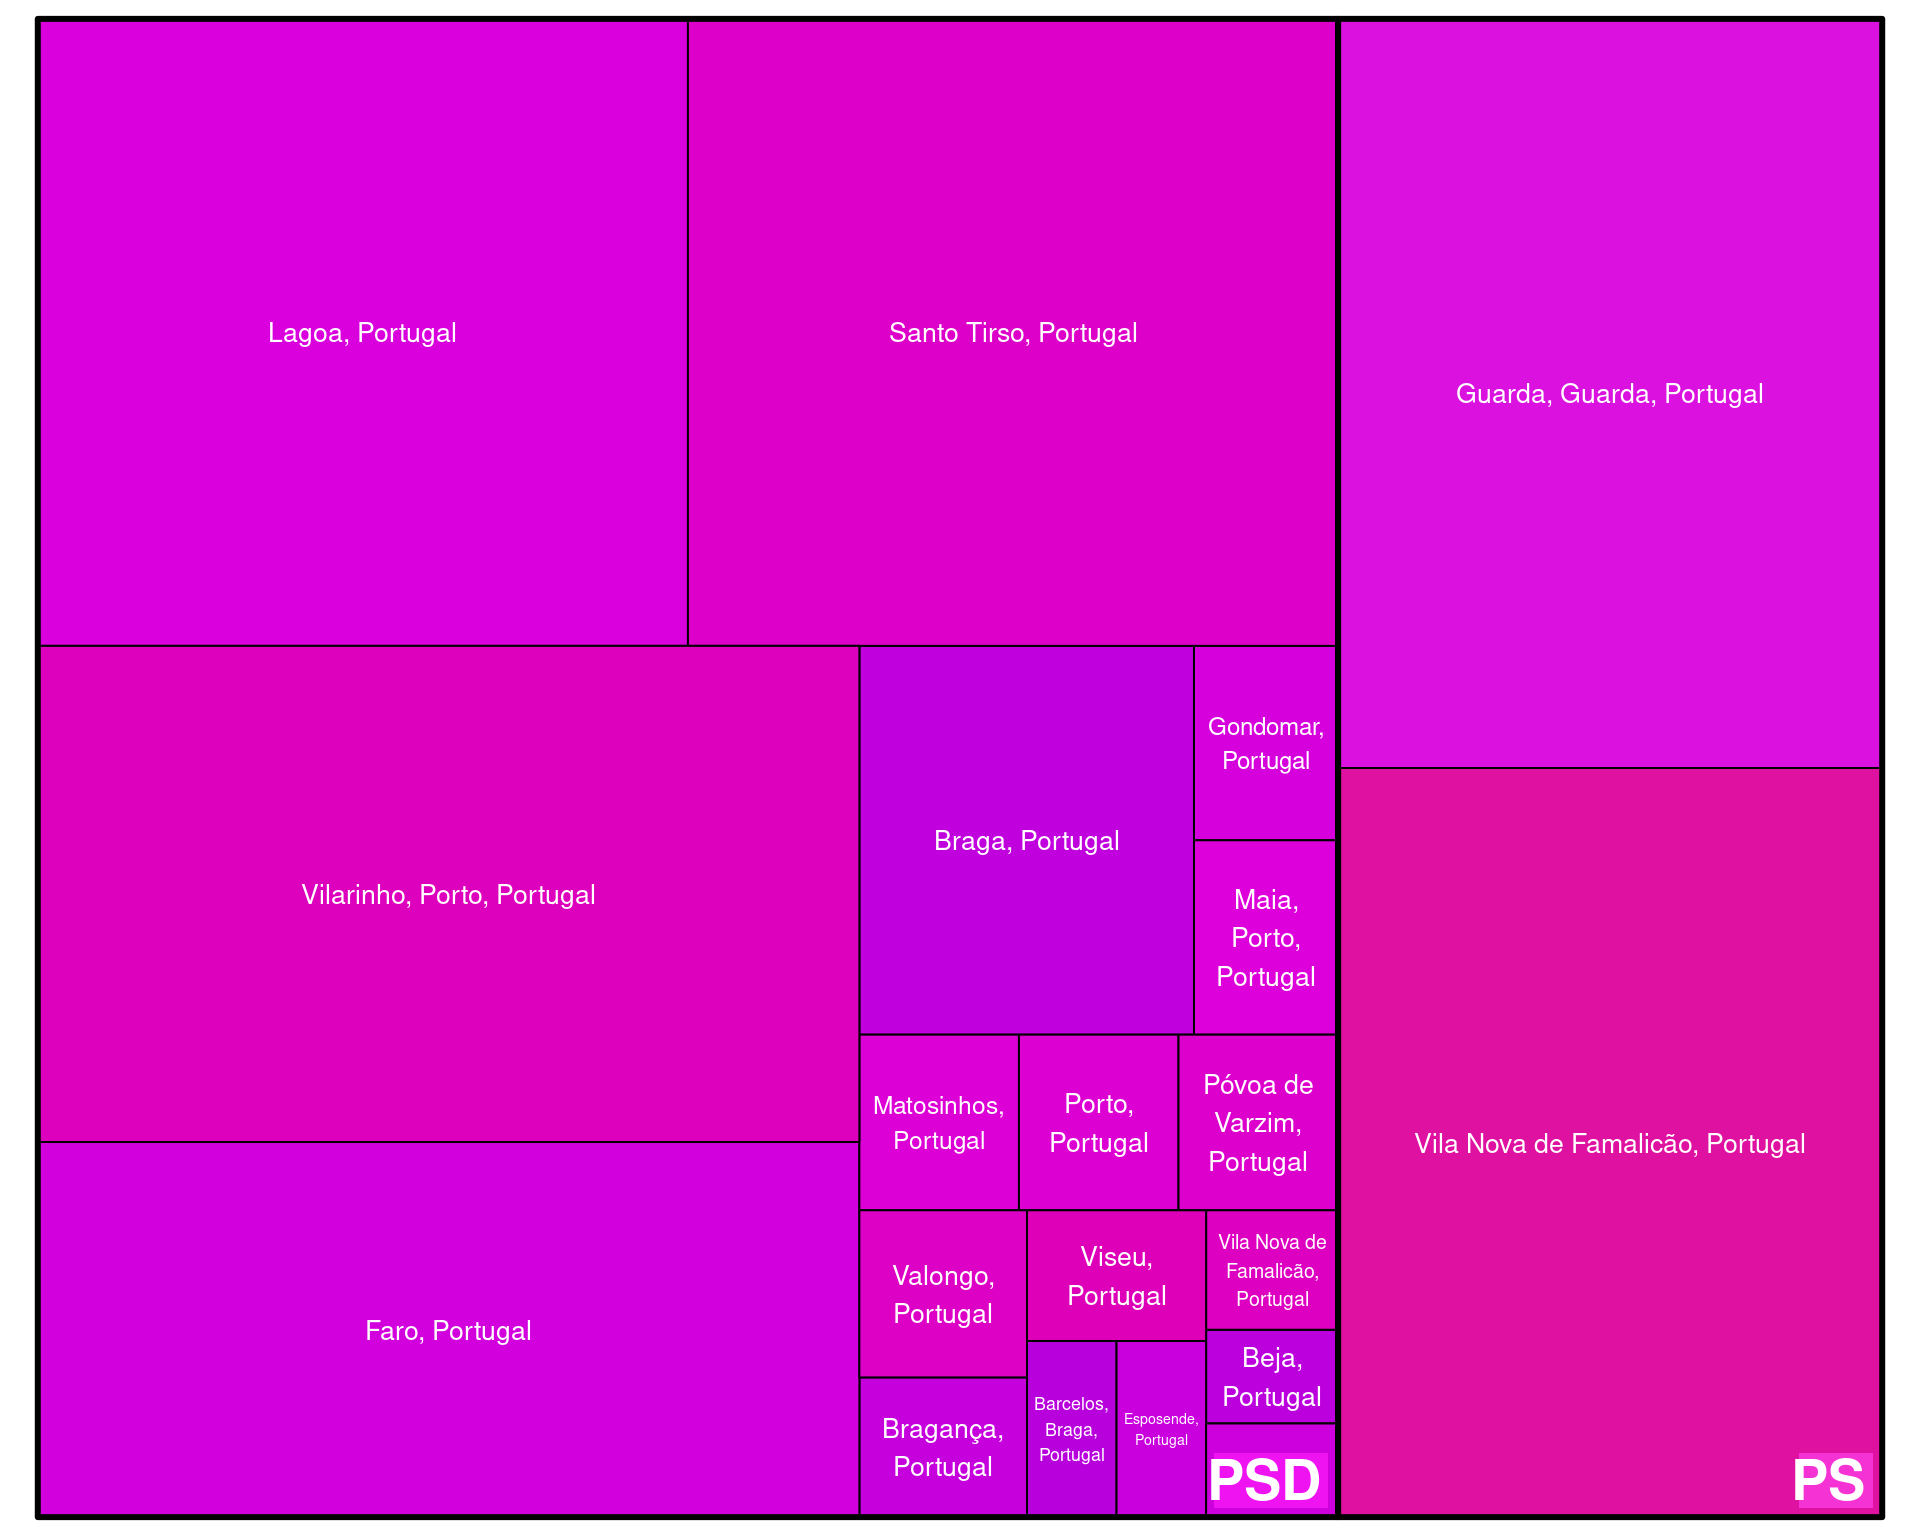 Lagoa, Portugal
Santo Tirso, Portugal
Guarda, Guarda, Portugal
Vilarinho, Porto, Portugal
Braga, Portugal
Gondomar,
Portugal
Maia,
Porto,
Portugal
Matosinhos,
Portugal
Porto,
Portugal
Póvoa de
Varzim,
Portugal
Vila Nova de Famalicão, Portugal
Faro, Portugal
Valongo,
Portugal
Viseu,
Portugal
Vila Nova de
Famalicão,
Portugal
Beja,
Portugal
Bragança,
Portugal
Barcelos,
Braga,
Portugal
Esposende,
Portugal
PSD
PS